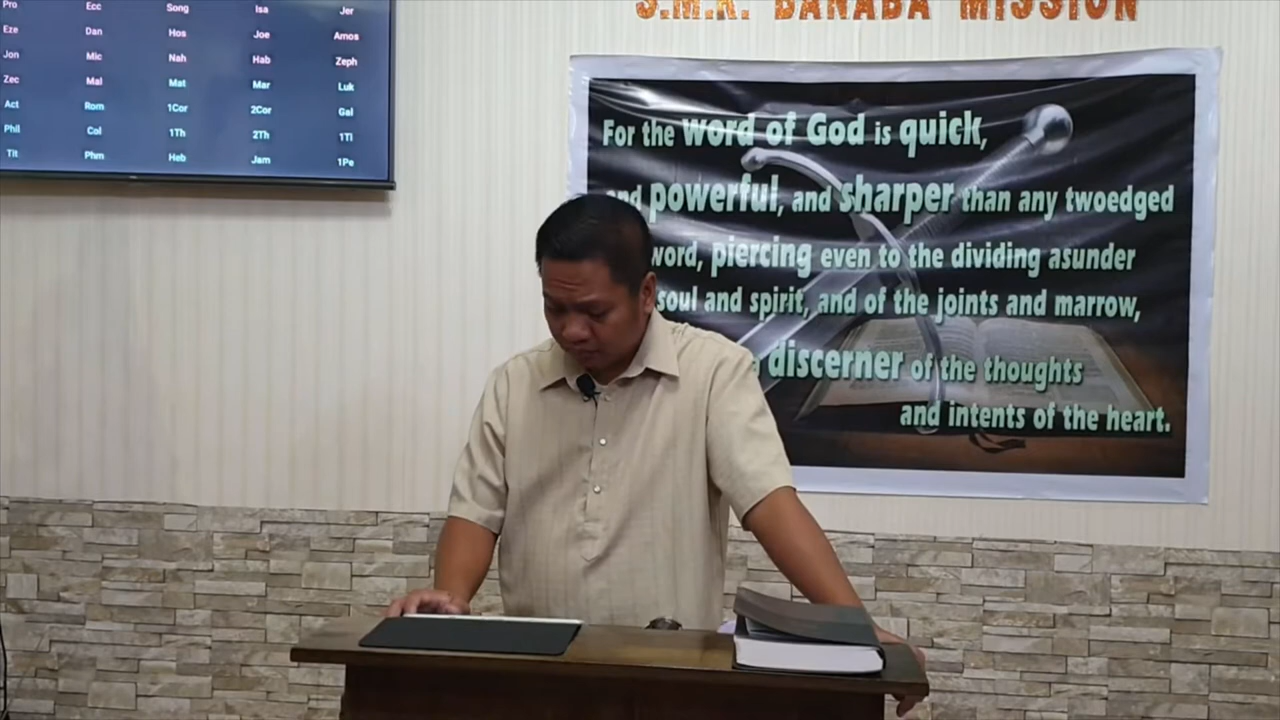 Pro Ecc Song Isa Jer
Eze Dan Hos Joe Amos
Jon Mic Nah Hab Zeph
Zec Mal Mat Mar Luk
Act Rom 1Cor 2Cor Gal
Phil Col 1Th 2Th 1Ti
Tit Phm Heb Jam 1Pe
S.M.R. BANABA MISSION
For the word of God is quick,
and powerful, and sharper than any twoedged
word, piercing even to the dividing asunder
soul and spirit, and of the joints and marrow,
discerner of the thoughts
and intents of the heart.